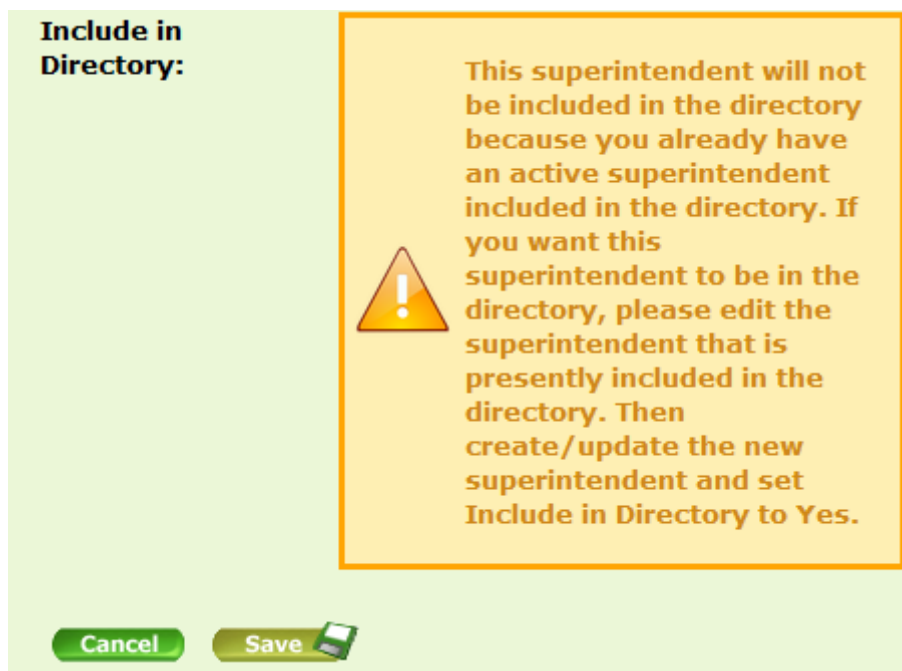 Include in
Directory:
This superintendent will not
be included in the directory
because you already have
an active superintendent
included in the directory. If
you want this
superintendent to be in the
directory, please edit the
superintendent that is
presently included in the
directory. Then
create/update the new
superintendent and set
Include in Directory to Yes.
Cancel
Save